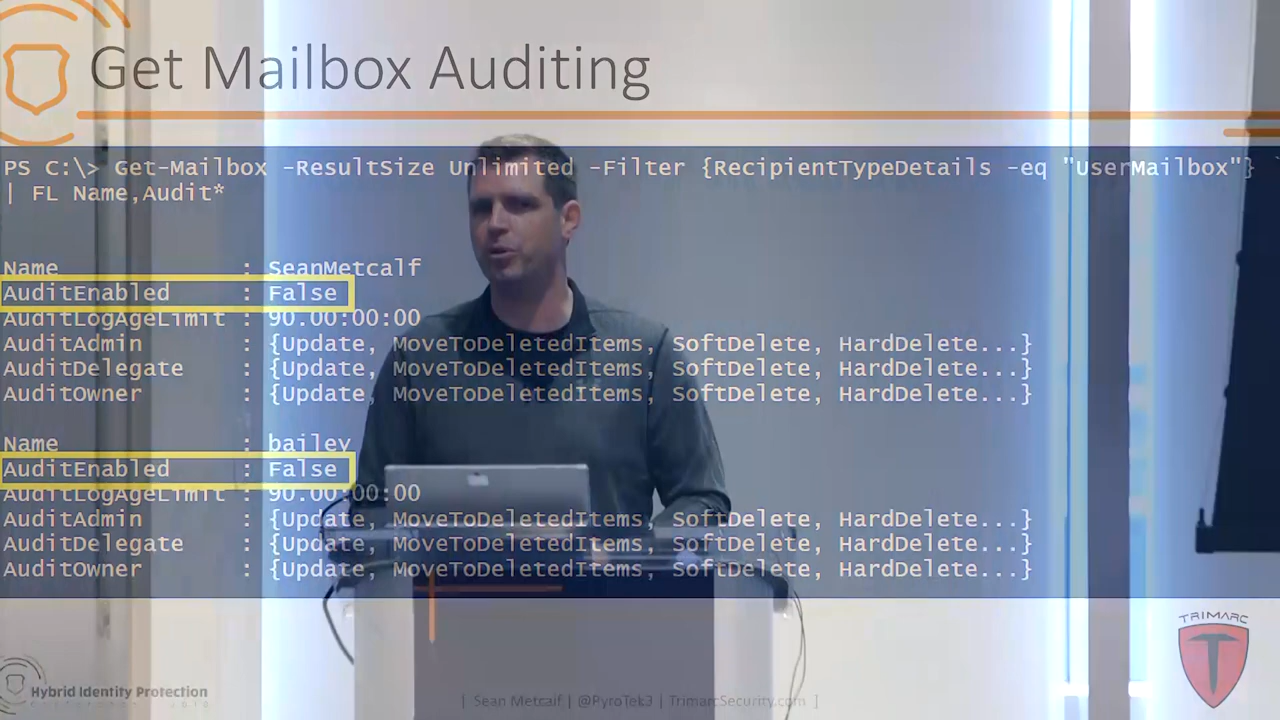 Get Mailbox Auditing
PS C:\> Get-Mailbox -ResultSize Unlimited -Filter {RecipientTypeDetails -eq "UserMailbox"} `
| FL Name,Audit*
Name : SeanMetcalf
AuditEnabled : False
AuditLogAgeLimit : 90.00:00:00
AuditAdmin : {Update, MoveToDeletedItems, SoftDelete, HardDelete...}
AuditDelegate : {Update, MoveToDeletedItems, SoftDelete, HardDelete...}
AuditOwner : {Update, MoveToDeletedItems, SoftDelete, HardDelete...}
Name : bailey
AuditEnabled : False
AuditLogAgeLimit : 90.00:00:00
AuditAdmin : {Update, MoveToDeletedItems, SoftDelete, HardDelete...}
AuditDelegate : {Update, MoveToDeletedItems, SoftDelete, HardDelete...}
AuditOwner : {Update, MoveToDeletedItems, SoftDelete, HardDelete...}
TRIMARC
T
Hybrid Identity Protection
[ Sean Metcalf | @PyroTek3 | TrimarcSecurity.com ]